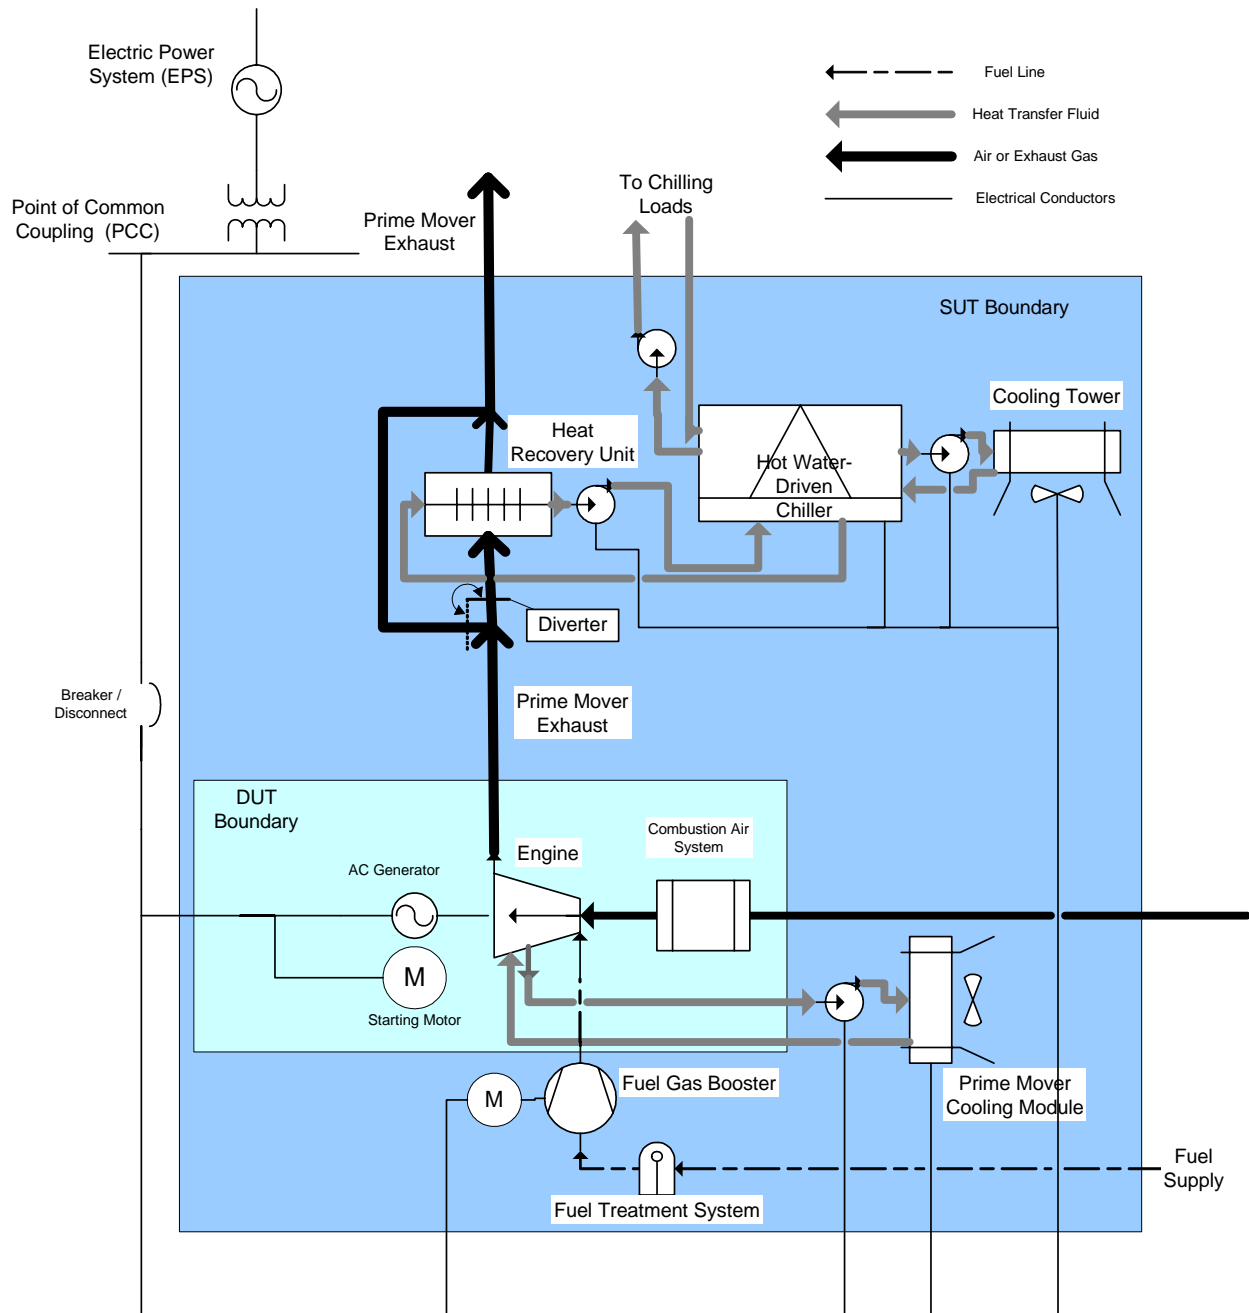 Electric Power
System (EPS)
Fuel Line
Heat Transfer Fluid
Air or Exhaust Gas
Electrical Conductors
To Chilling
Loads
Point of Common
Coupling  (PCC)
Prime Mover
Exhaust
SUT Boundary
Cooling Tower
Heat
Recovery Unit
Hot Water-
Driven
Chiller
Diverter
Breaker /
Disconnect
Prime Mover
Exhaust
DUT
Boundary
Combustion Air
System
Engine
AC Generator
M
Starting Motor
Fuel Gas Booster
M
Prime Mover
Cooling Module
Fuel
Supply
Fuel Treatment System